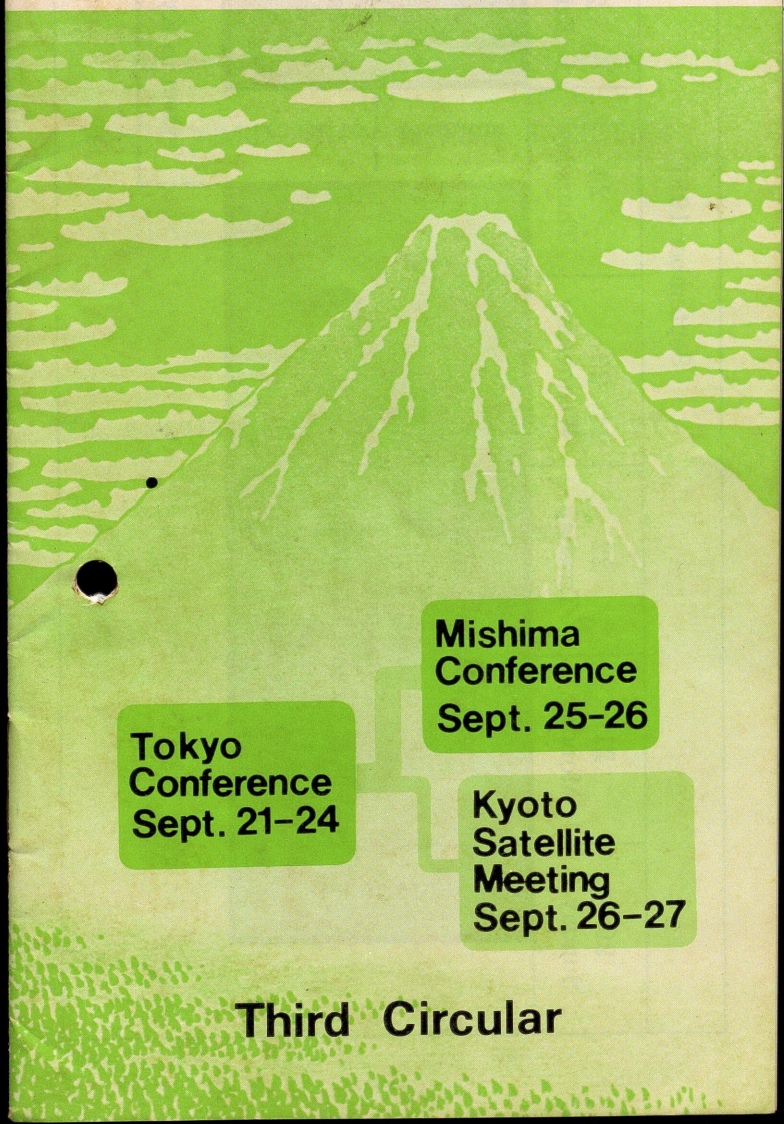 Mishima
Conference
Sept. 25-26
Tokyo
Conference
Sept. 21-24
Kyoto
Satellite
Meeting
Sept. 26-27
Third Circular